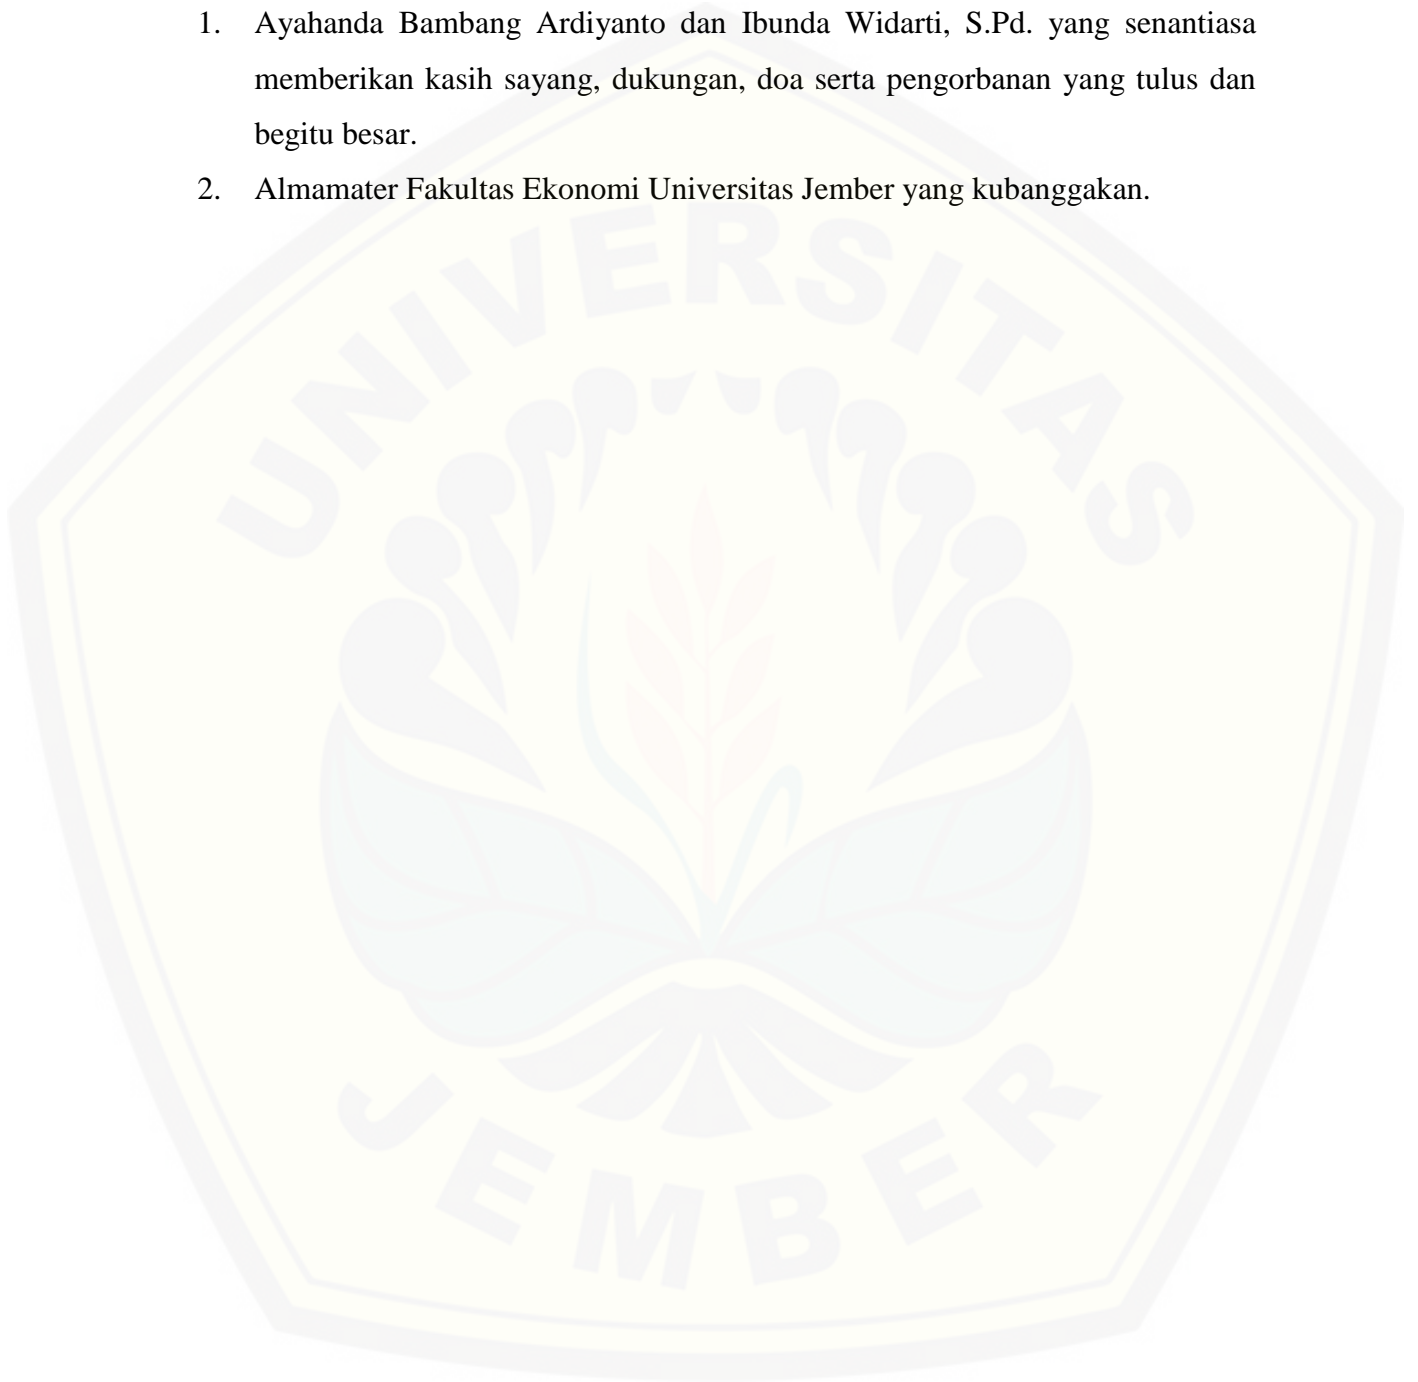 1. Ayahanda Bambang Ardiyanto dan Ibunda Widarti, S.Pd. yang senantiasa
memberikan kasih sayang, dukungan, doa serta pengorbanan yang tulus dan
begitu besar.
2. Almamater Fakultas Ekonomi Universitas Jember yang kubanggakan.
UNIVERSITAS
JEMBER